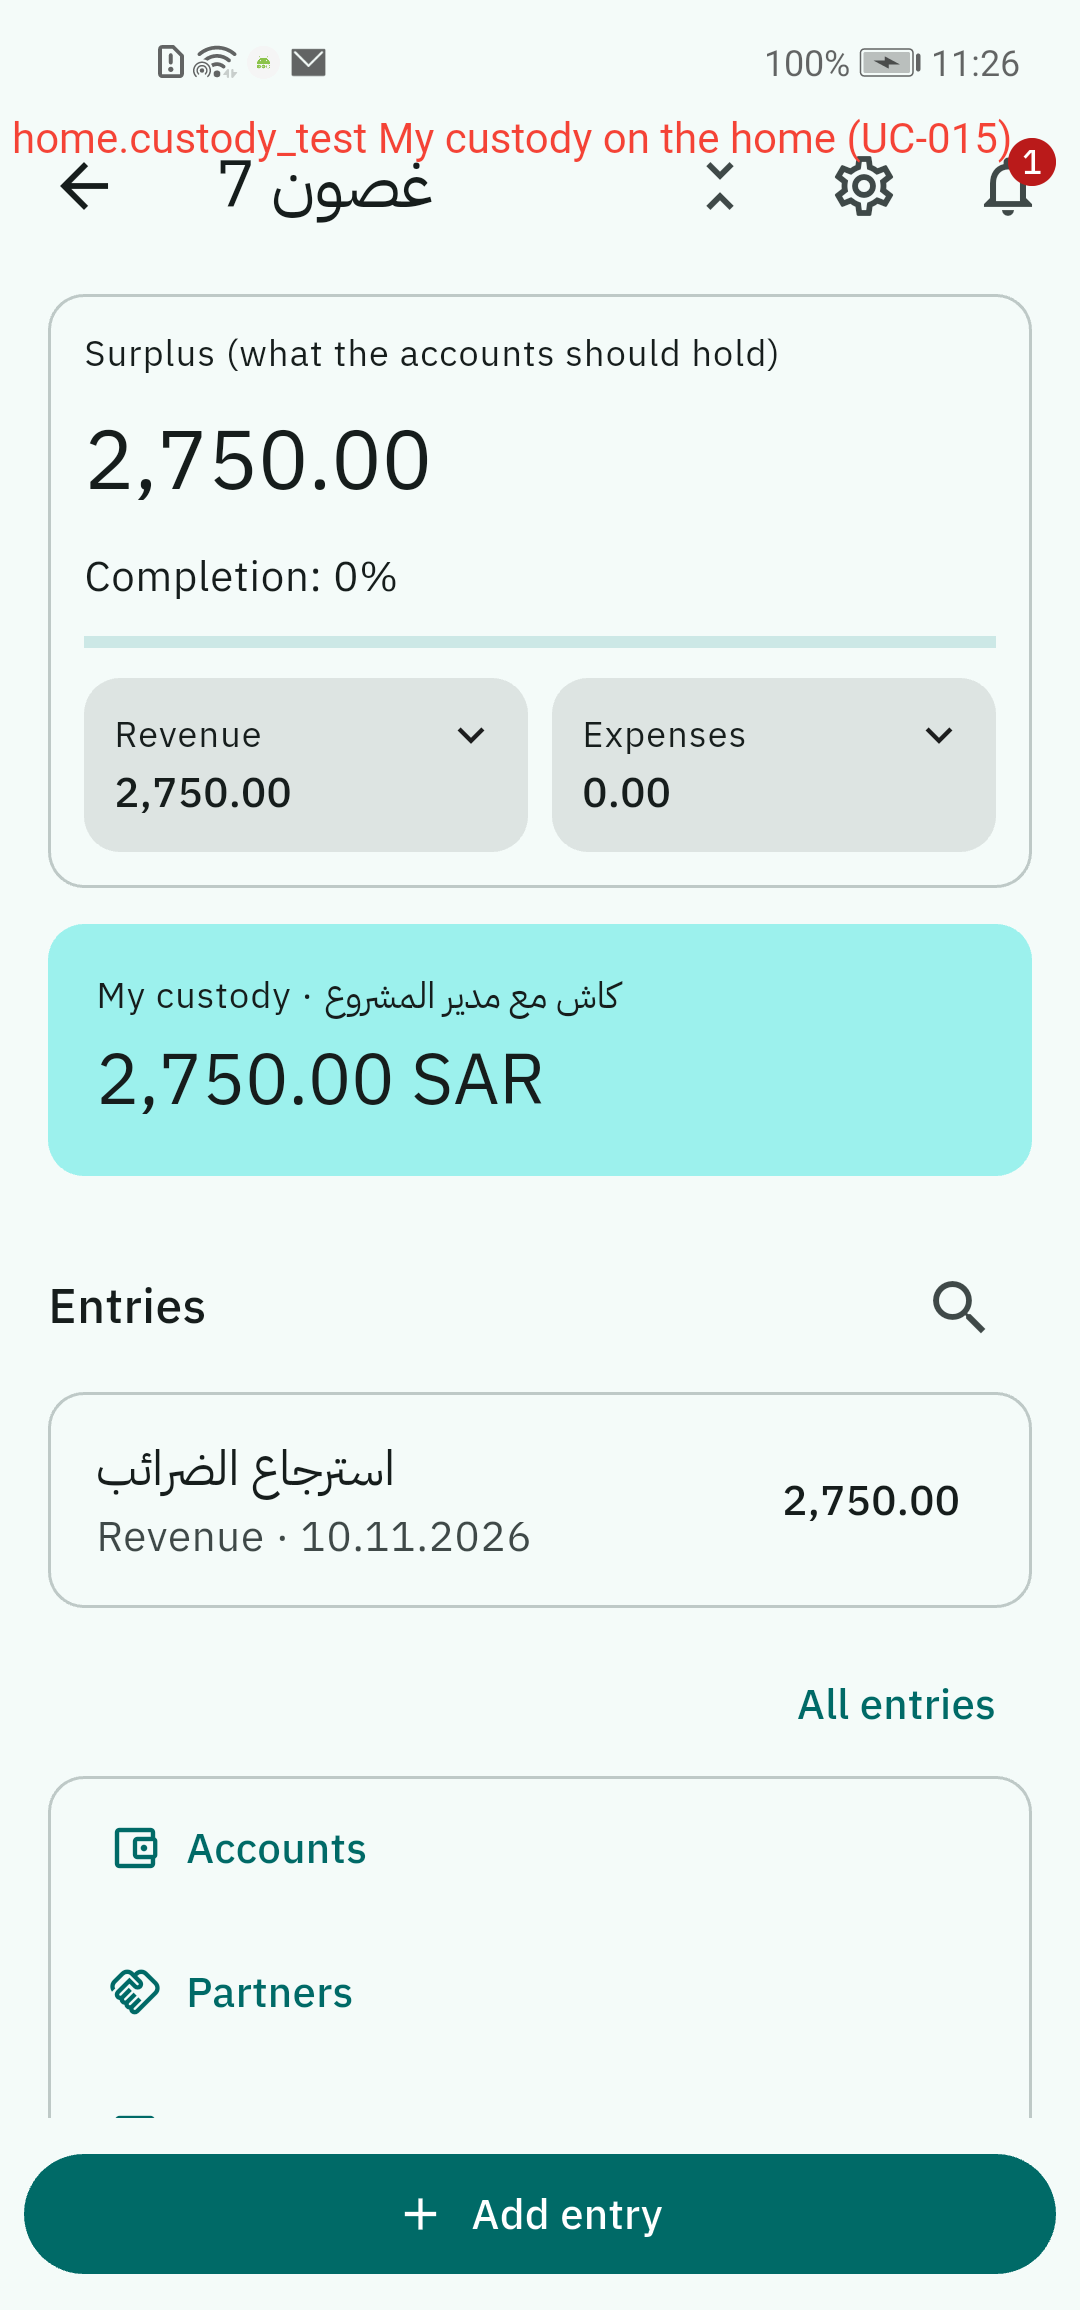 100% 11:26
home.custody_test My custody on the home (UC-015)
غصون 7
1
Surplus (what the accounts should hold)
2,750.00
Completion: 0%
Revenue
2,750.00
Expenses
0.00
My custody · كاش مع مدير المشروع
2,750.00 SAR
Entries
استرجاع الضرائب
Revenue · 10.11.2026
2,750.00
All entries
Accounts
Partners
Add entry